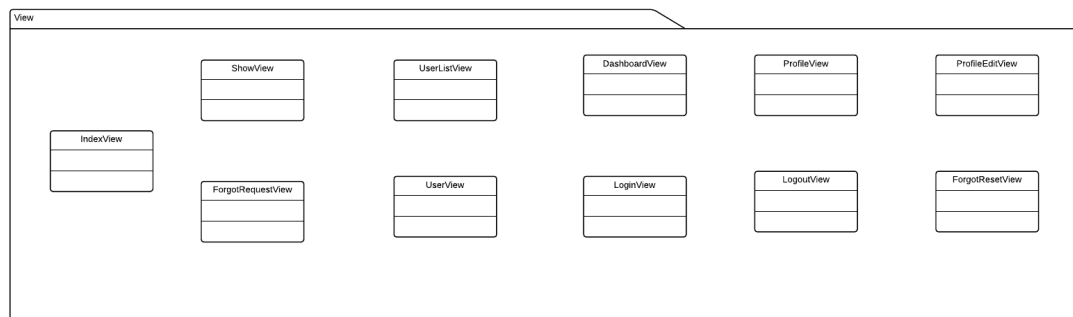 View
ShowView
UserListView
DashboardView
ProfileView
ProfileEditView
IndexView
ForgotRequestView
UserView
LoginView
LogoutView
ForgotResetView